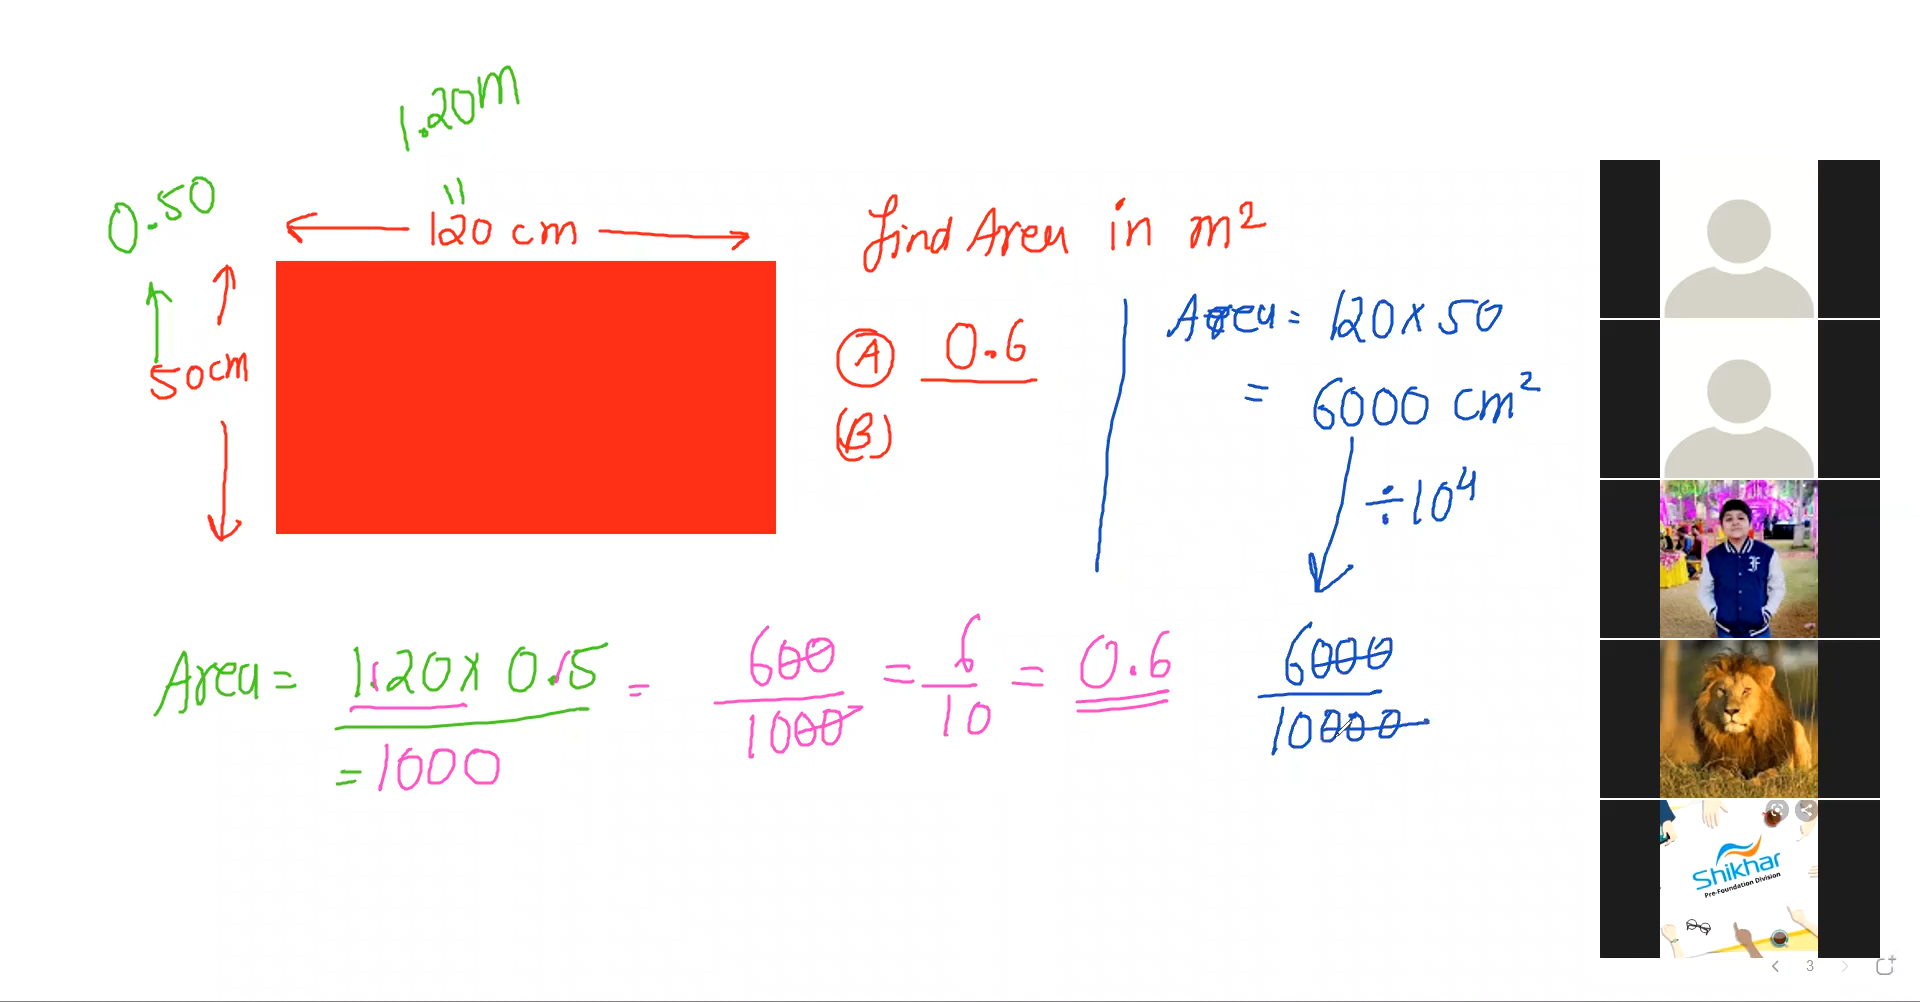 1.20m
0.50
120 cm
50cm
find Area in m²
(A) 0.6
(B)
Area = 120 x 50
= 6000 cm²
÷10⁴
6000
10000
Area = 1.20 x 0.5 = 600 = 6 = 0.6
= 1000
1000
10
F
Shikhar
Pre-Foundation Division
3